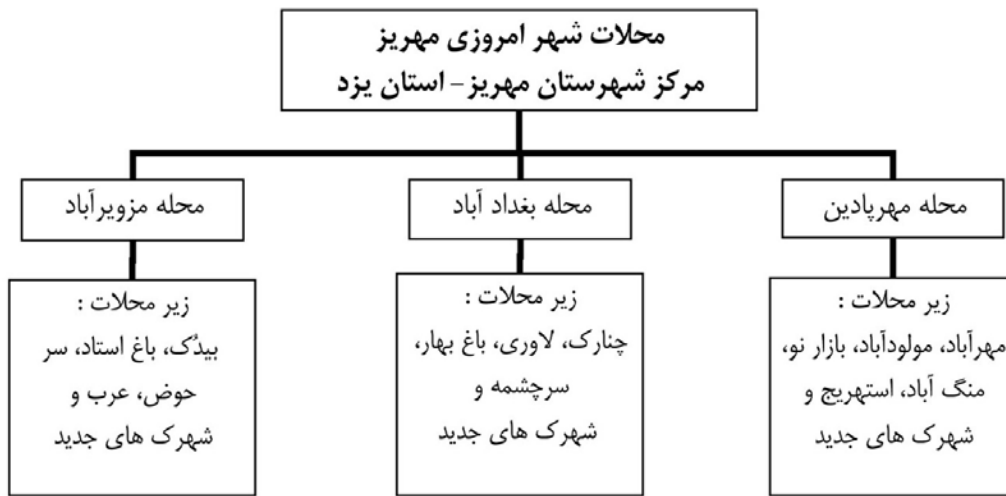 محلات شهر امروزی مهریز
مرکز شهرستان مهریز – استان یزد
محله مهرپادین
محله بغداد آباد
محله مزویرآباد
زیر محلات :
مهرآباد، مولودآباد، بازار نو،
منگ آباد، استهریج و
شهرک های جدید
زیر محلات :
چنارک، لاوری، باغ بهار،
سرچشمه و
شهرک های جدید
زیر محلات :
بیدُک، باغ استاد، سر
حوض، عرب و
شهرک های جدید